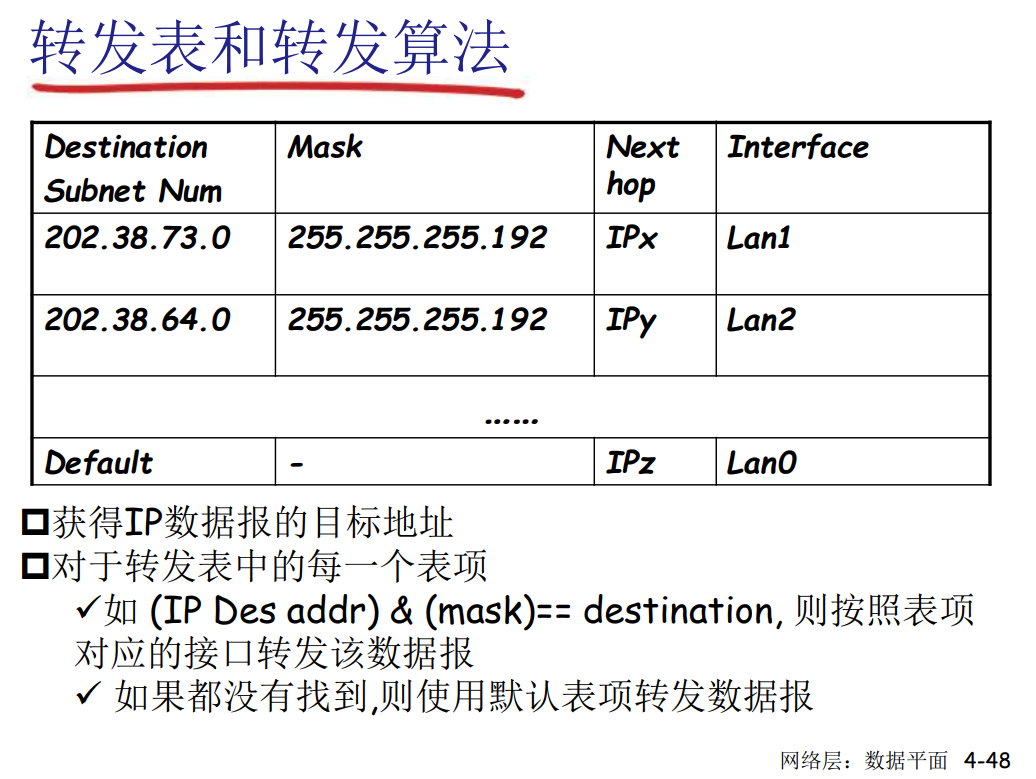 转发表和转发算法
Destination Subnet Num Mask Next hop Interface
202.38.73.0 255.255.255.192 IPx Lan1
202.38.64.0 255.255.255.192 IPy Lan2
……
Default - IPz Lan0
获得IP数据报的目标地址
对于转发表中的每一个表项
✓如 (IP Des addr) & (mask)== destination, 则按照表项
对应的接口转发该数据报
✓ 如果都没有找到,则使用默认表项转发数据报
网络层：数据平面 4-48